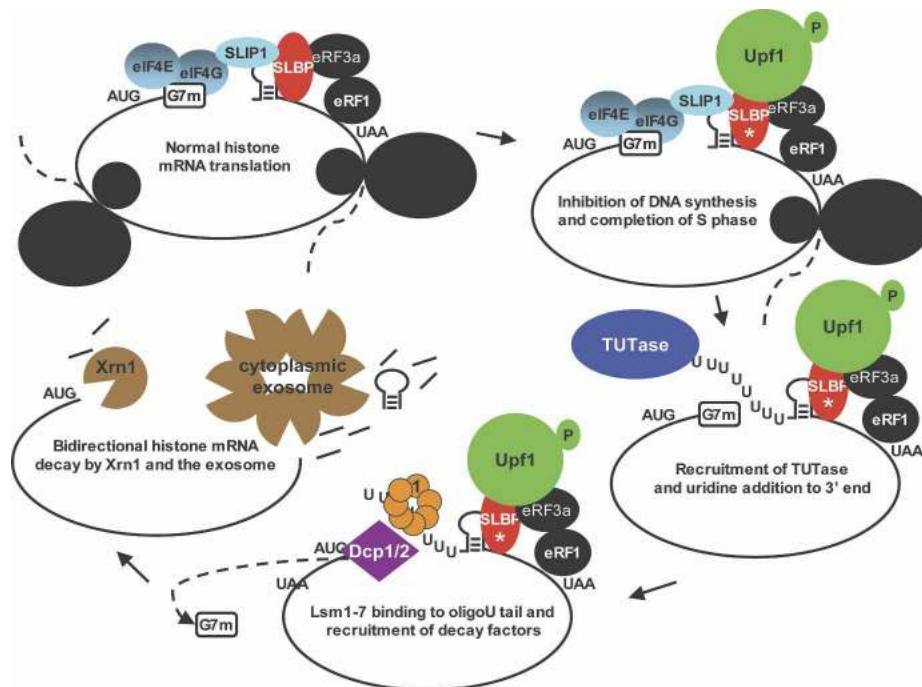 eIF4E
eIF4G
SLIP1
SLBP
eRF3a
eRF1
AUG
G7m
UAA
Normal histone
mRNA translation
Upf1
P
eIF4E
eIF4G
SLIP1
SLBP
*
eRF3a
eRF1
AUG
G7m
UAA
Inhibition of DNA synthesis
and completion of S phase
TUTase
U U U U U U U U
Upf1
P
SLBP
*
eRF3a
eRF1
AUG
G7m
UAA
Recruitment of TUTase
and uridine addition to 3' end
Upf1
P
U U
1
U U U
SLBP
*
eRF3a
eRF1
AUG
Dcp1/2
UAA
UAA
G7m
Lsm1-7 binding to oligoU tail and
recruitment of decay factors
Xrn1
cytoplasmic
exosome
AUG
Bidirectional histone mRNA
decay by Xrn1 and the exosome